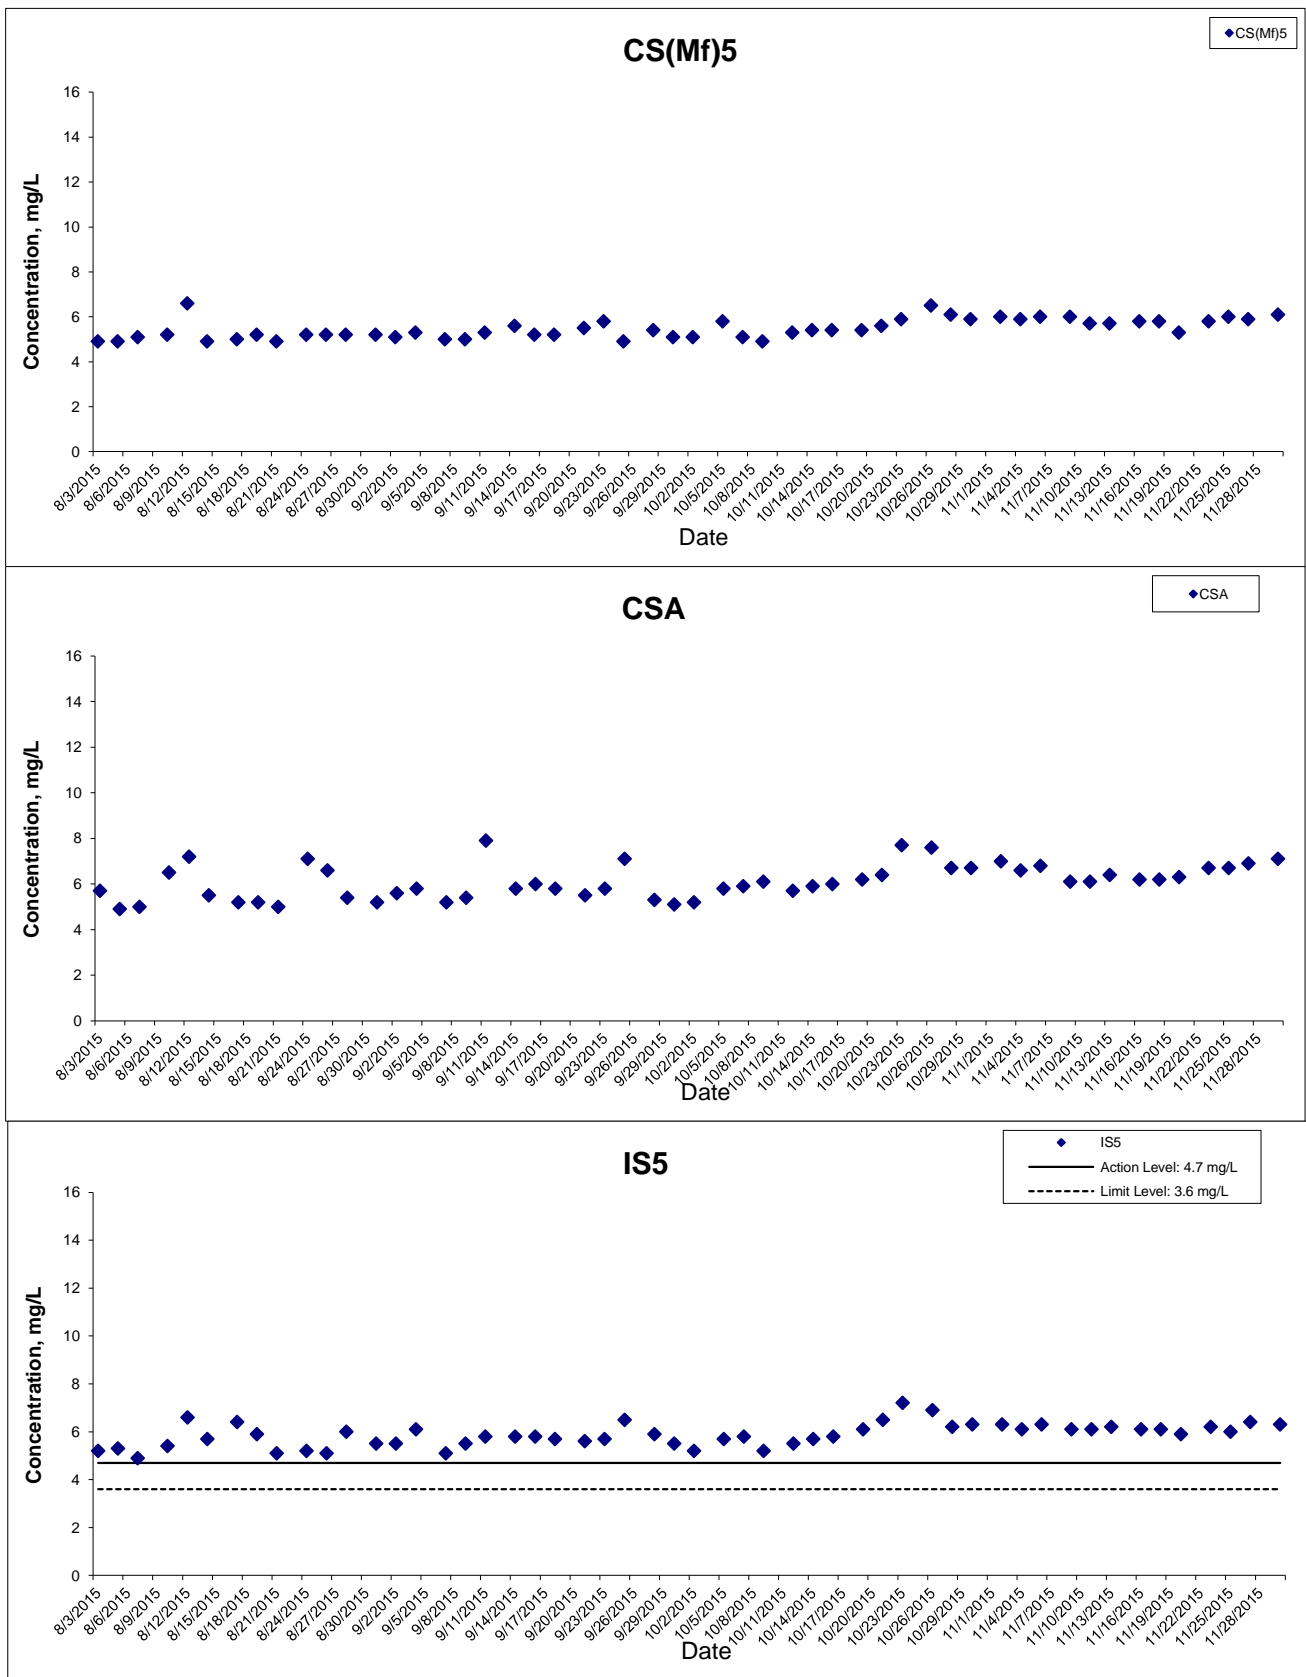 CS(Mf)5
CS(Mf)5
Concentration, mg/L
16
14
12
10
8
6
4
2
0
8/3/2015 8/6/2015 8/9/2015 8/12/2015 8/15/2015 8/18/2015 8/21/2015 8/24/2015 8/27/2015 8/30/2015 9/2/2015 9/5/2015 9/8/2015 9/11/2015 9/14/2015 9/17/2015 9/20/2015 9/23/2015 9/26/2015 9/29/2015 10/2/2015 10/5/2015 10/8/2015 10/11/2015 10/14/2015 10/17/2015 10/20/2015 10/23/2015 10/26/2015 10/29/2015 11/1/2015 11/4/2015 11/7/2015 11/10/2015 11/13/2015 11/16/2015 11/19/2015 11/22/2015 11/25/2015 11/28/2015
Date
CSA
CSA
Concentration, mg/L
16
14
12
10
8
6
4
2
0
8/3/2015 8/6/2015 8/9/2015 8/12/2015 8/15/2015 8/18/2015 8/21/2015 8/24/2015 8/27/2015 8/30/2015 9/2/2015 9/5/2015 9/8/2015 9/11/2015 9/14/2015 9/17/2015 9/20/2015 9/23/2015 9/26/2015 9/29/2015 10/2/2015 10/5/2015 10/8/2015 10/11/2015 10/14/2015 10/17/2015 10/20/2015 10/23/2015 10/26/2015 10/29/2015 11/1/2015 11/4/2015 11/7/2015 11/10/2015 11/13/2015 11/16/2015 11/19/2015 11/22/2015 11/25/2015 11/28/2015
Date
IS5
IS5
Action Level: 4.7 mg/L
Limit Level: 3.6 mg/L
Concentration, mg/L
16
14
12
10
8
6
4
2
0
8/3/2015 8/6/2015 8/9/2015 8/12/2015 8/15/2015 8/18/2015 8/21/2015 8/24/2015 8/27/2015 8/30/2015 9/2/2015 9/5/2015 9/8/2015 9/11/2015 9/14/2015 9/17/2015 9/20/2015 9/23/2015 9/26/2015 9/29/2015 10/2/2015 10/5/2015 10/8/2015 10/11/2015 10/14/2015 10/17/2015 10/20/2015 10/23/2015 10/26/2015 10/29/2015 11/1/2015 11/4/2015 11/7/2015 11/10/2015 11/13/2015 11/16/2015 11/19/2015 11/22/2015 11/25/2015 11/28/2015
Date